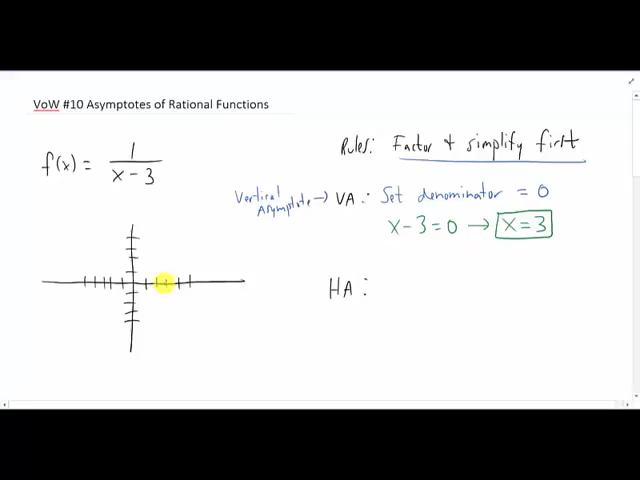 VoW #10 Asymptotes of Rational Functions
f(x) = 1 / (x - 3)
Rules: Factor + simplify first
Vertical Asymptote → VA: Set denominator = 0
x - 3 = 0 → x = 3
HA: